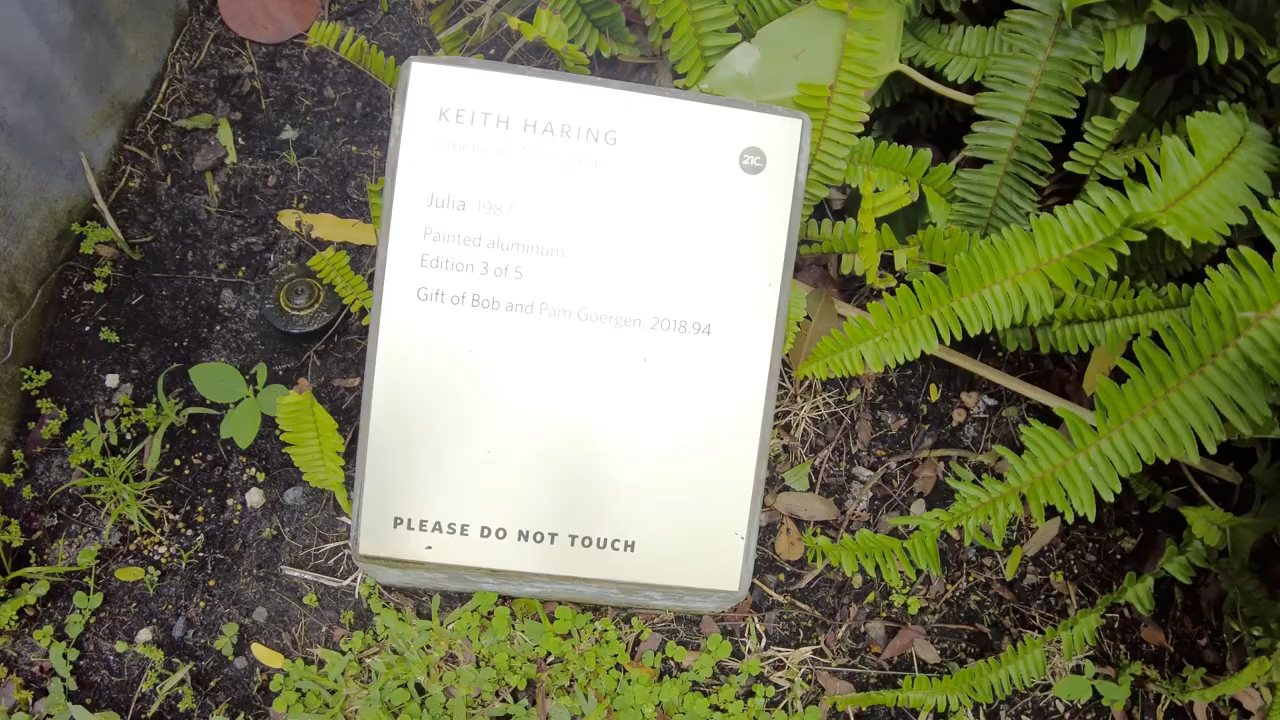 KEITH HARING
21C.
Julia 1987
Painted aluminum
Edition 3 of 5
Gift of Bob and Pam Goergen, 2018.94
PLEASE DO NOT TOUCH